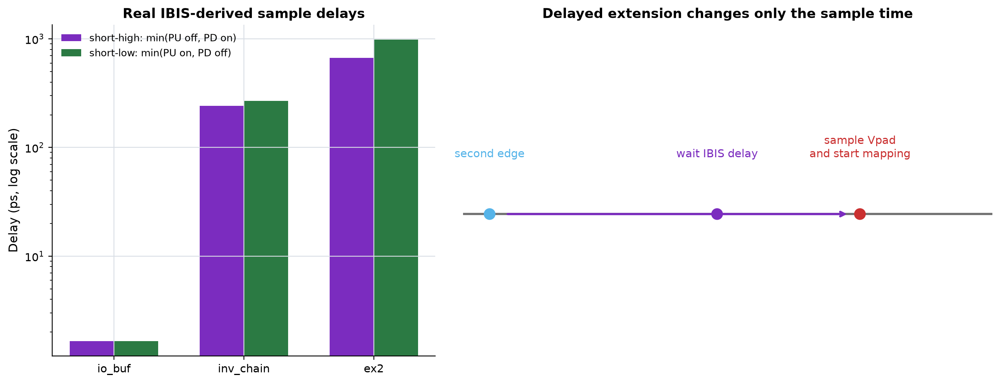 Real IBIS-derived sample delays
short-high: min(PU off, PD on)
short-low: min(PU on, PD off)
Delay (ps, log scale)
10³
10²
10¹
io_buf
inv_chain
ex2
Delayed extension changes only the sample time
second edge
wait IBIS delay
sample Vpad
and start mapping